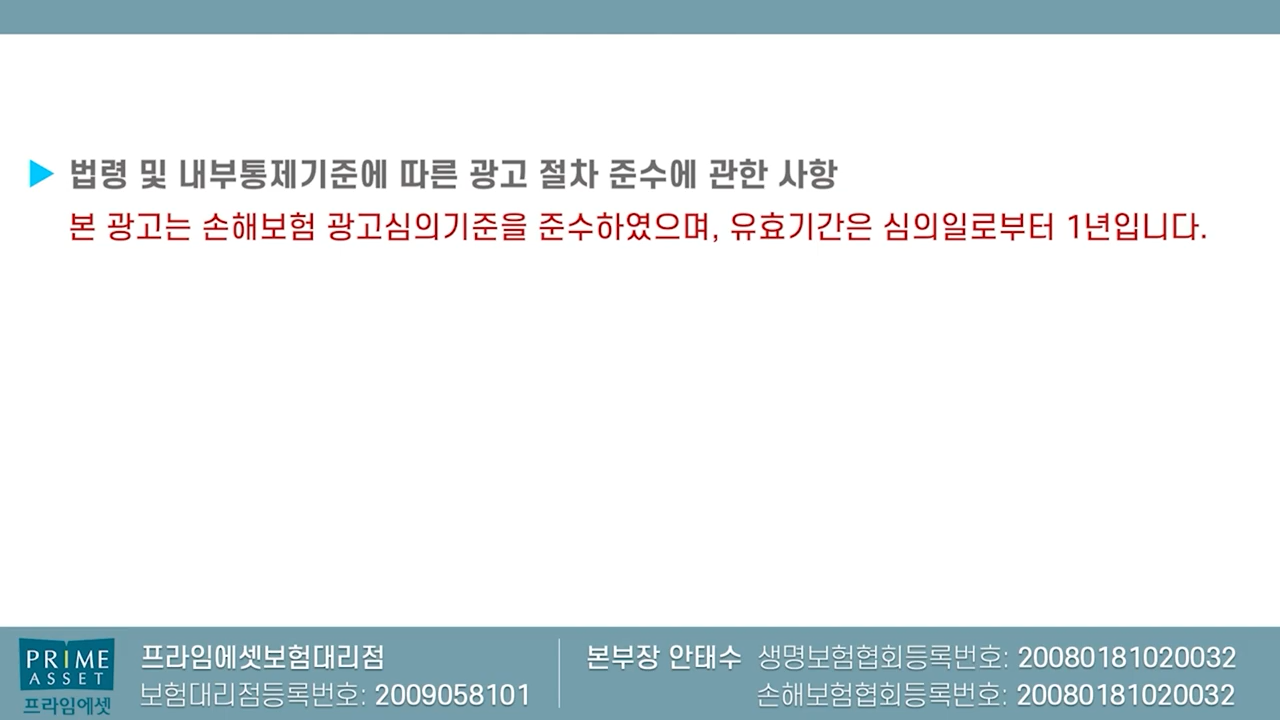 ▶ 법령 및 내부통제기준에 따른 광고 절차 준수에 관한 사항
본 광고는 손해보험 광고심의기준을 준수하였으며, 유효기간은 심의일로부터 1년입니다.
PRIME
ASSET
프라임에셋
프라임에셋보험대리점
보험대리점등록번호: 2009058101
본부장 안태수 생명보험협회등록번호: 20080181020032
손해보험협회등록번호: 20080181020032